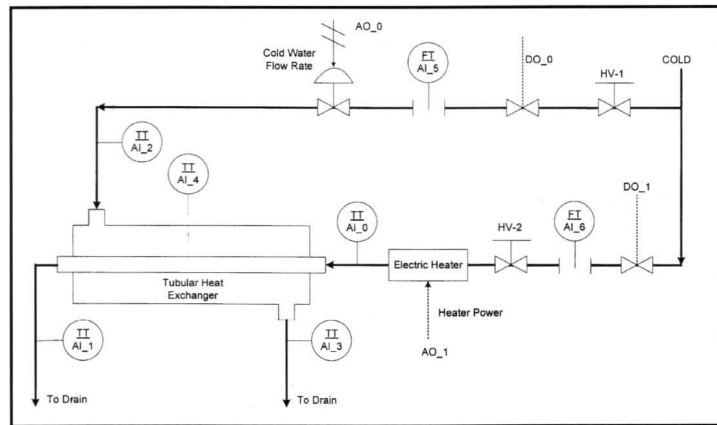 AO_0
Cold Water
Flow Rate
FT
AI_5
DO_0
HV-1
COLD
TT
AI_2
TT
AI_4
TT
AI_0
HV-2
FT
AI_6
DO_1
Electric Heater
Tubular Heat
Exchanger
Heater Power
TT
AI_1
TT
AI_3
AO_1
To Drain
To Drain